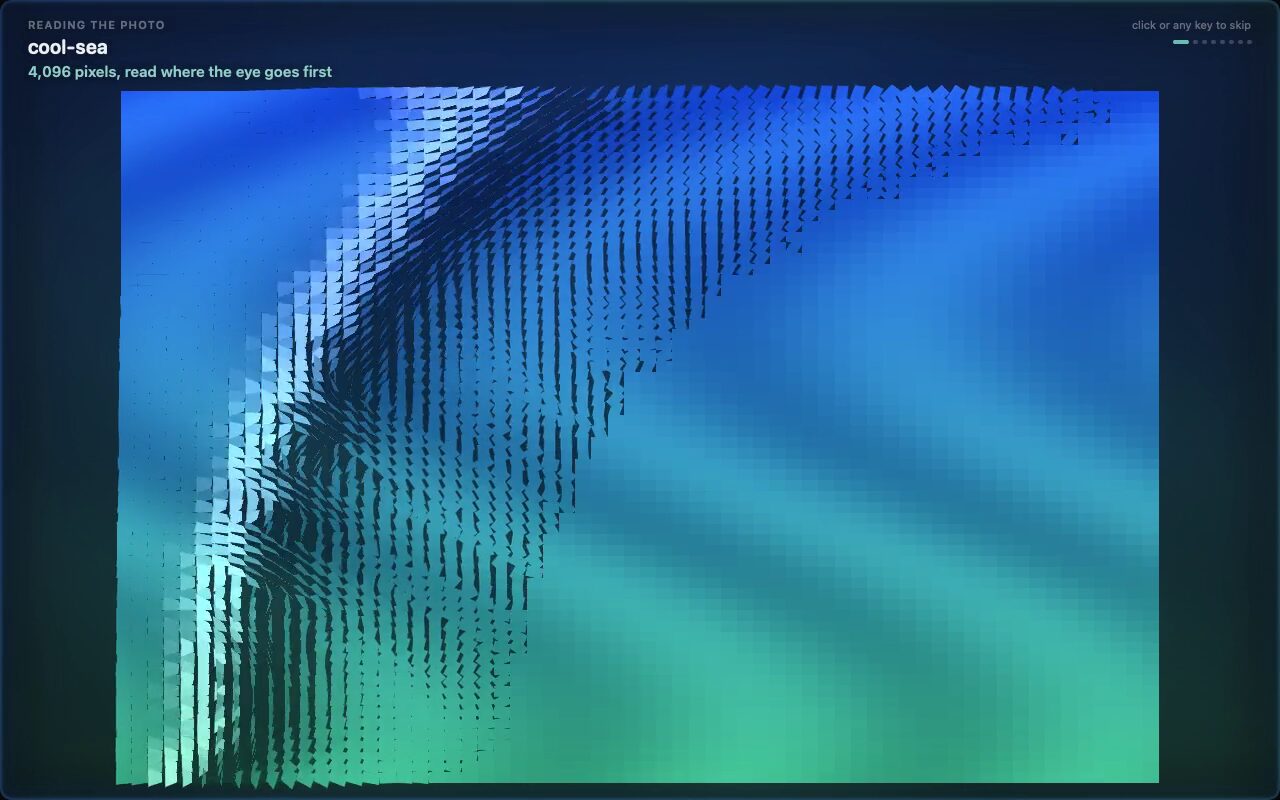 READING THE PHOTO
click or any key to skip
cool-sea
4,096 pixels, read where the eye goes first